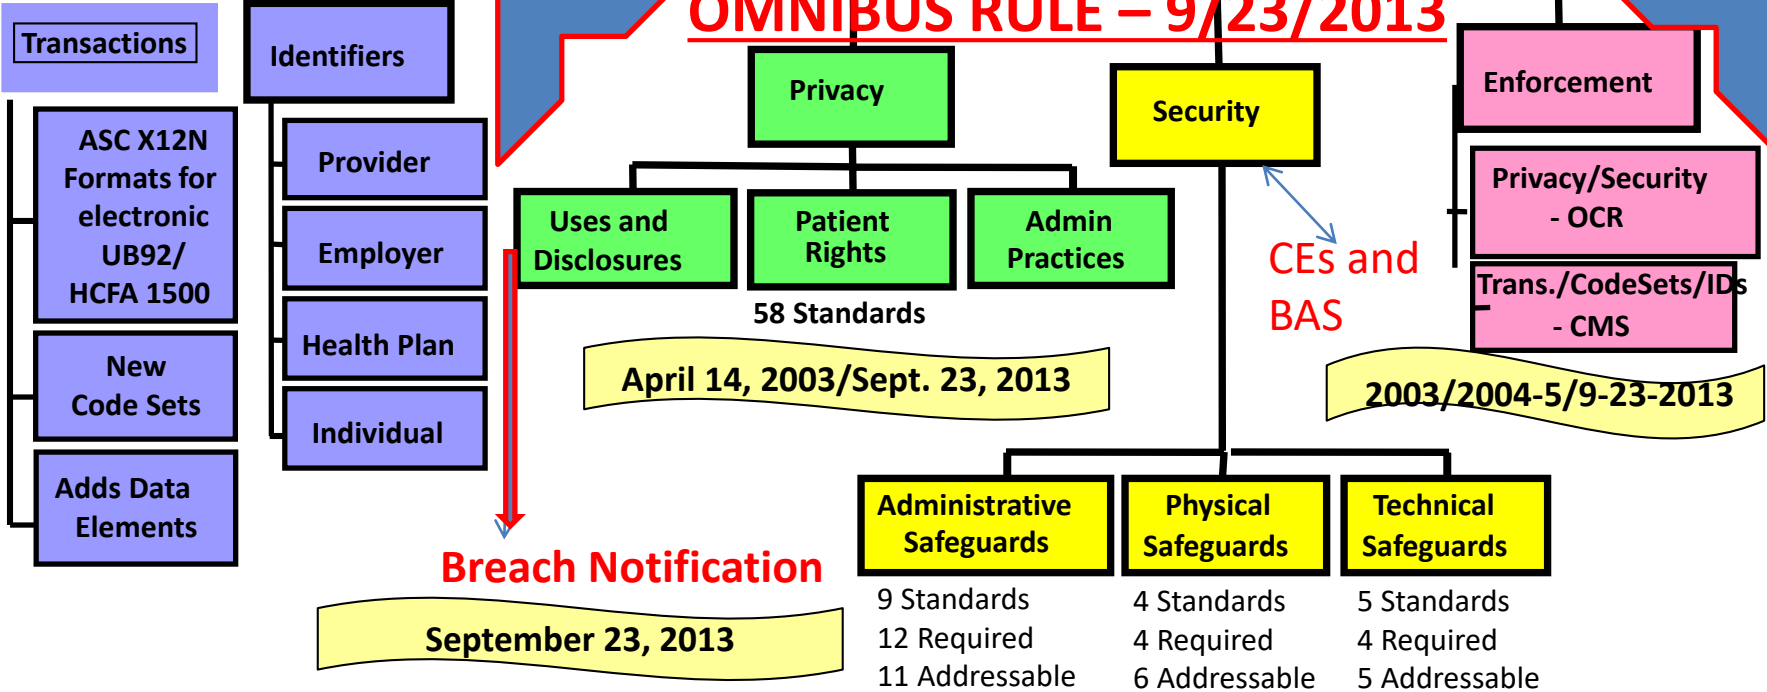 OMNIBUS RULE – 9/23/2013
Transactions
Identifiers
Privacy
Security
Enforcement
ASC X12N
Formats for
electronic
UB92/
HCFA 1500
New
Code Sets
Adds Data
Elements
Provider
Employer
Health Plan
Individual
Uses and
Disclosures
Patient
Rights
Admin
Practices
58 Standards
April 14, 2003/Sept. 23, 2013
CEs and
BAS
Privacy/Security
- OCR
Trans./CodeSets/IDs
- CMS
2003/2004-5/9-23-2013
Breach Notification
September 23, 2013
Administrative
Safeguards
9 Standards
12 Required
11 Addressable
Physical
Safeguards
4 Standards
4 Required
6 Addressable
Technical
Safeguards
5 Standards
4 Required
5 Addressable